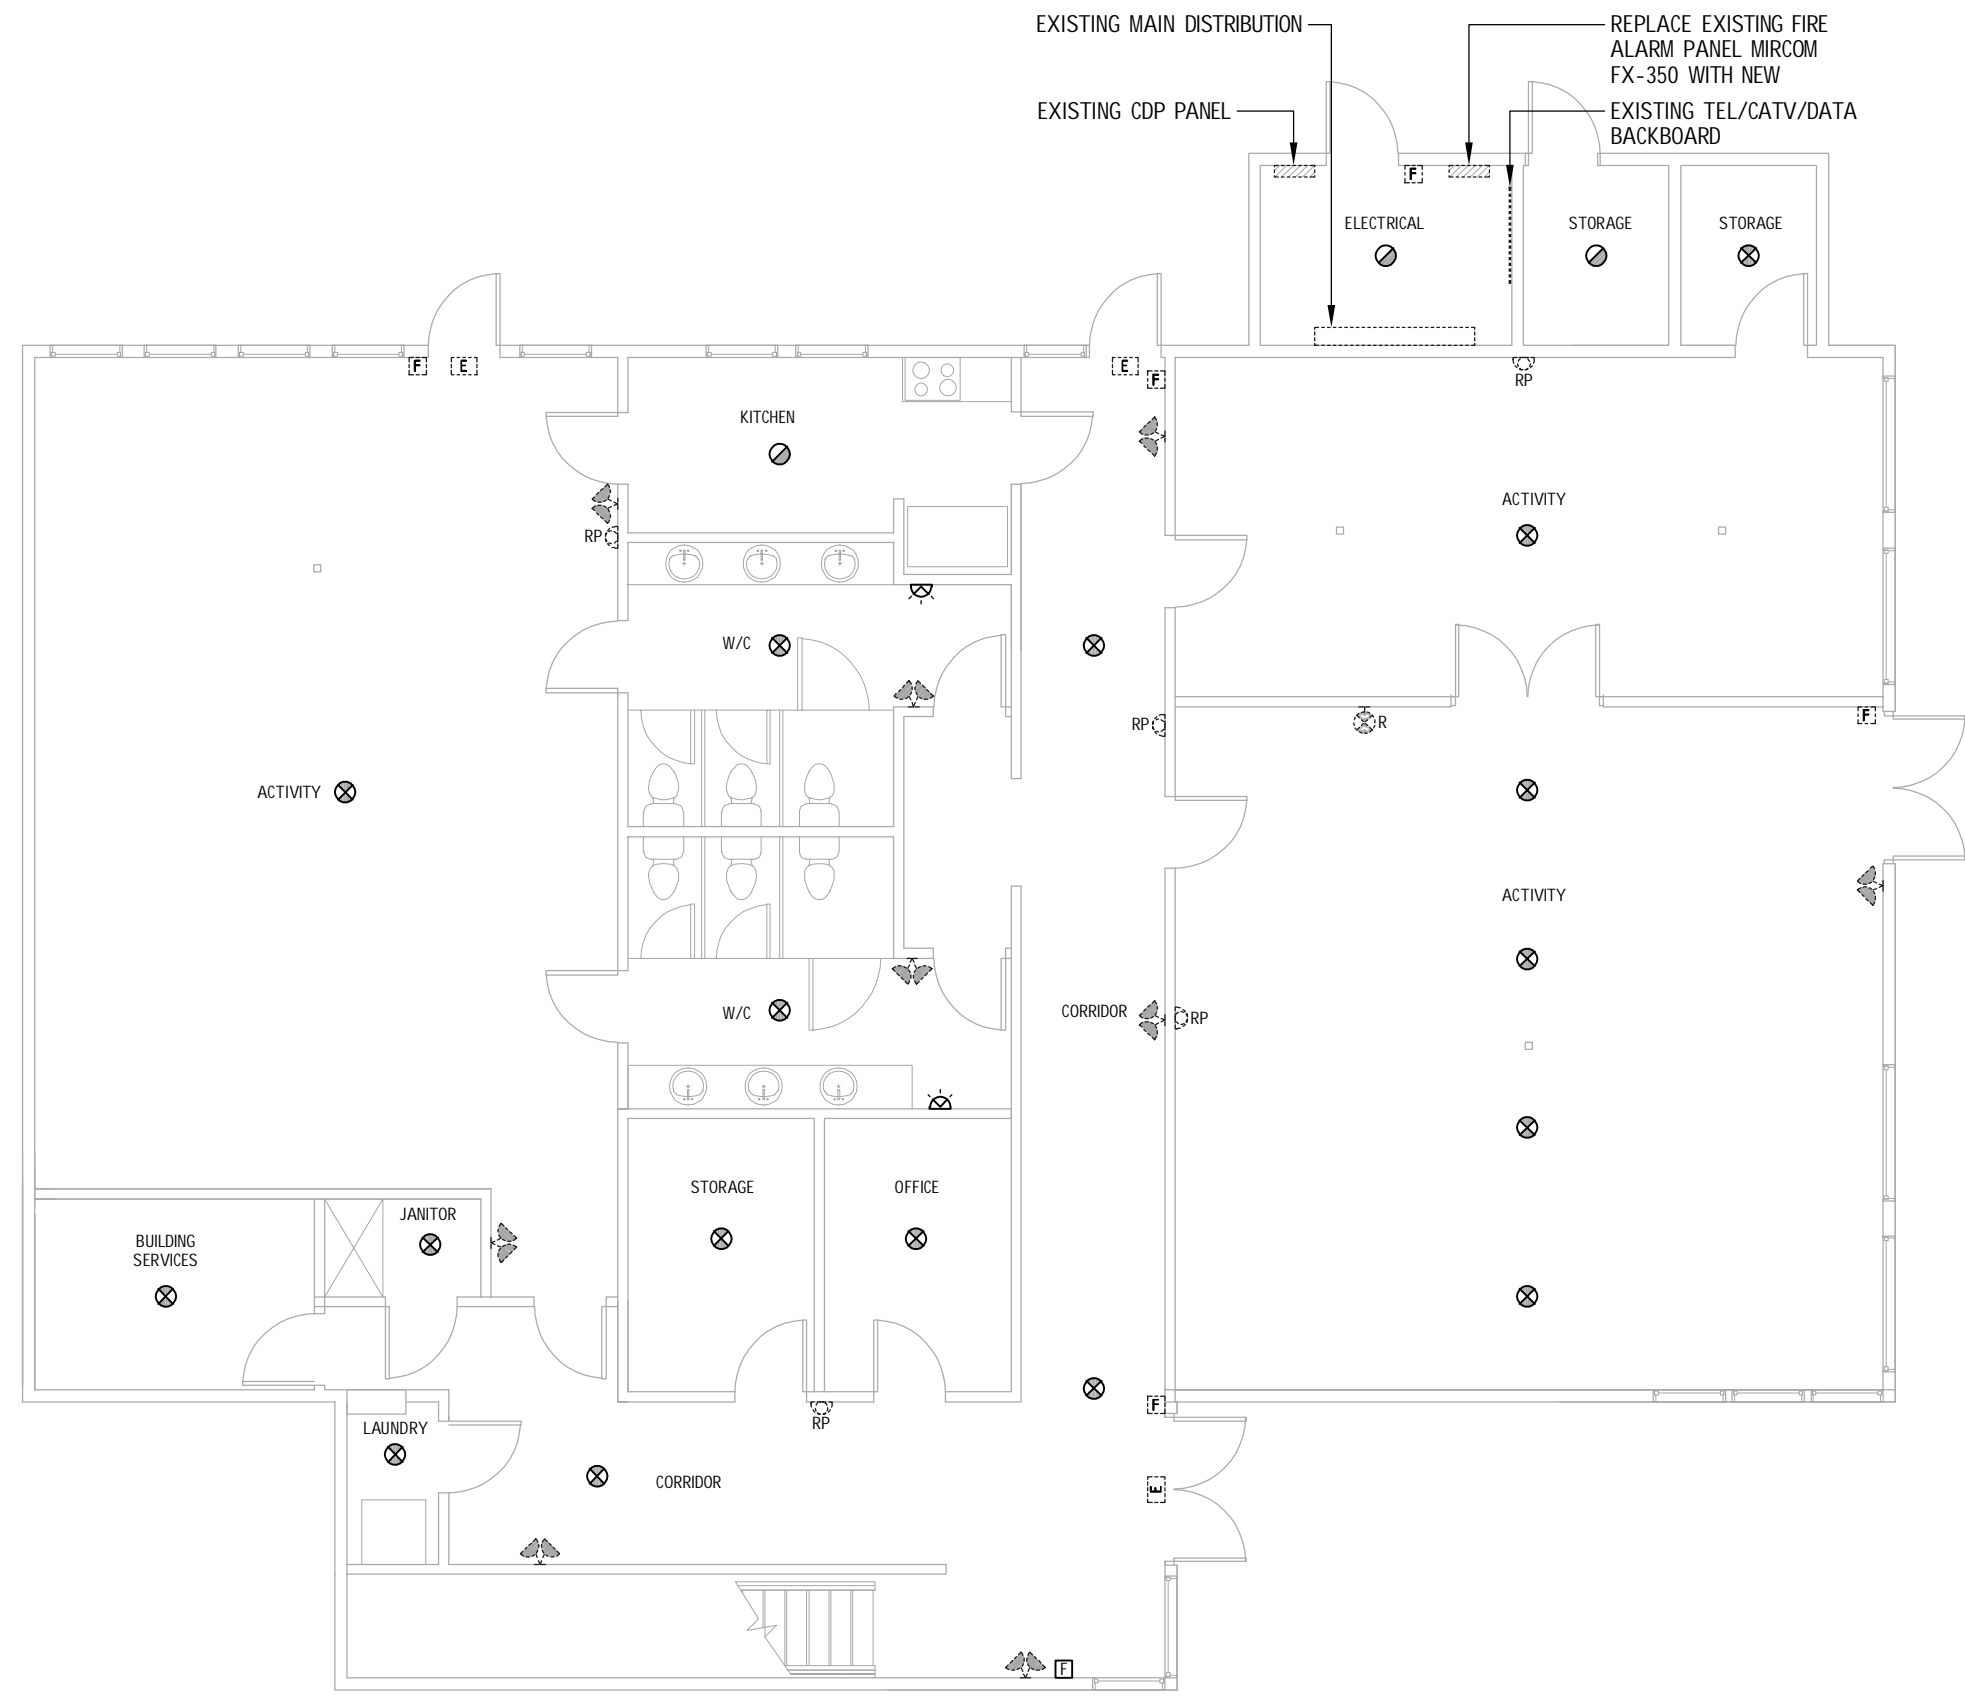 EXISTING MAIN DISTRIBUTION
REPLACE EXISTING FIRE
ALARM PANEL MIRCOM
FX-350 WITH NEW
EXISTING CDP PANEL
EXISTING TEL/CATV/DATA
BACKBOARD
F
ELECTRICAL
STORAGE
STORAGE
F
E
E
F
RP
KITCHEN
ACTIVITY
RP
W/C
RP
R
F
ACTIVITY
ACTIVITY
W/C
CORRIDOR
RP
STORAGE
OFFICE
JANITOR
BUILDING
SERVICES
F
RP
LAUNDRY
CORRIDOR
E
F